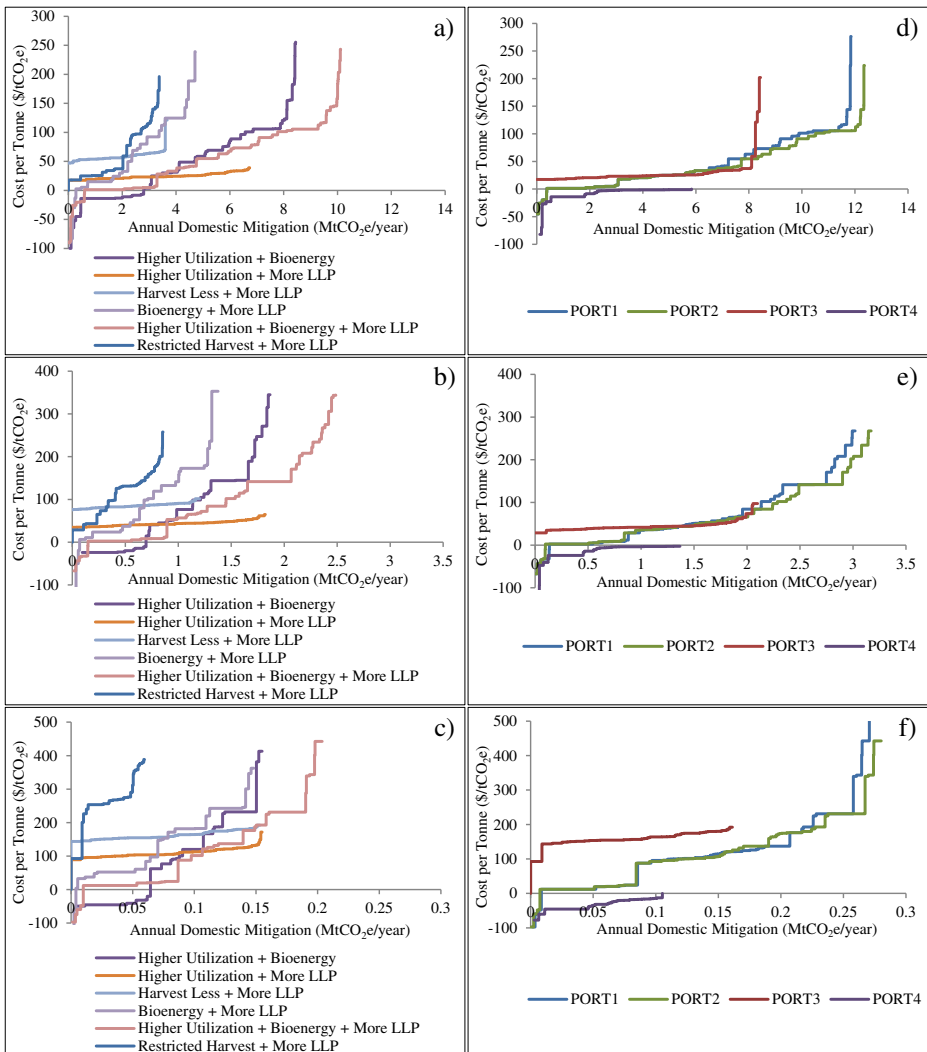 a)
Cost per Tonne ($/tCO2e)
300
250
200
150
100
50
0
-50
-100
0 2 4 6 8 10 12 14
Annual Domestic Mitigation (MtCO2e/year)
Higher Utilization + Bioenergy
Higher Utilization + More LLP
Harvest Less + More LLP
Bioenergy + More LLP
Higher Utilization + Bioenergy + More LLP
Restricted Harvest + More LLP
d)
Cost per Tonne ($/tCO2e)
300
250
200
150
100
50
0
-50
-100
0 2 4 6 8 10 12 14
Annual Domestic Mitigation (MtCO2e/year)
PORT1 PORT2 PORT3 PORT4
b)
Cost per Tonne ($/tCO2e)
400
300
200
100
0
-100
0 0.5 1 1.5 2 2.5 3 3.5
Annual Domestic Mitigation (MtCO2e/year)
Higher Utilization + Bioenergy
Higher Utilization + More LLP
Harvest Less + More LLP
Bioenergy + More LLP
Higher Utilization + Bioenergy + More LLP
Restricted Harvest + More LLP
e)
Cost per Tonne ($/tCO2e)
400
300
200
100
0
-100
0 0.5 1 1.5 2 2.5 3 3.5
Annual Domestic Mitigation (MtCO2e/year)
PORT1 PORT2 PORT3 PORT4
c)
Cost per Tonne ($/tCO2e)
500
400
300
200
100
0
-100
0 0.05 0.1 0.15 0.2 0.25 0.3
Annual Domestic Mitigation (MtCO2e/year)
Higher Utilization + Bioenergy
Higher Utilization + More LLP
Harvest Less + More LLP
Bioenergy + More LLP
Higher Utilization + Bioenergy + More LLP
Restricted Harvest + More LLP
f)
Cost per Tonne ($/tCO2e)
500
400
300
200
100
0
-100
0 0.05 0.1 0.15 0.2 0.25 0.3
Annual Domestic Mitigation (MtCO2e/year)
PORT1 PORT2 PORT3 PORT4